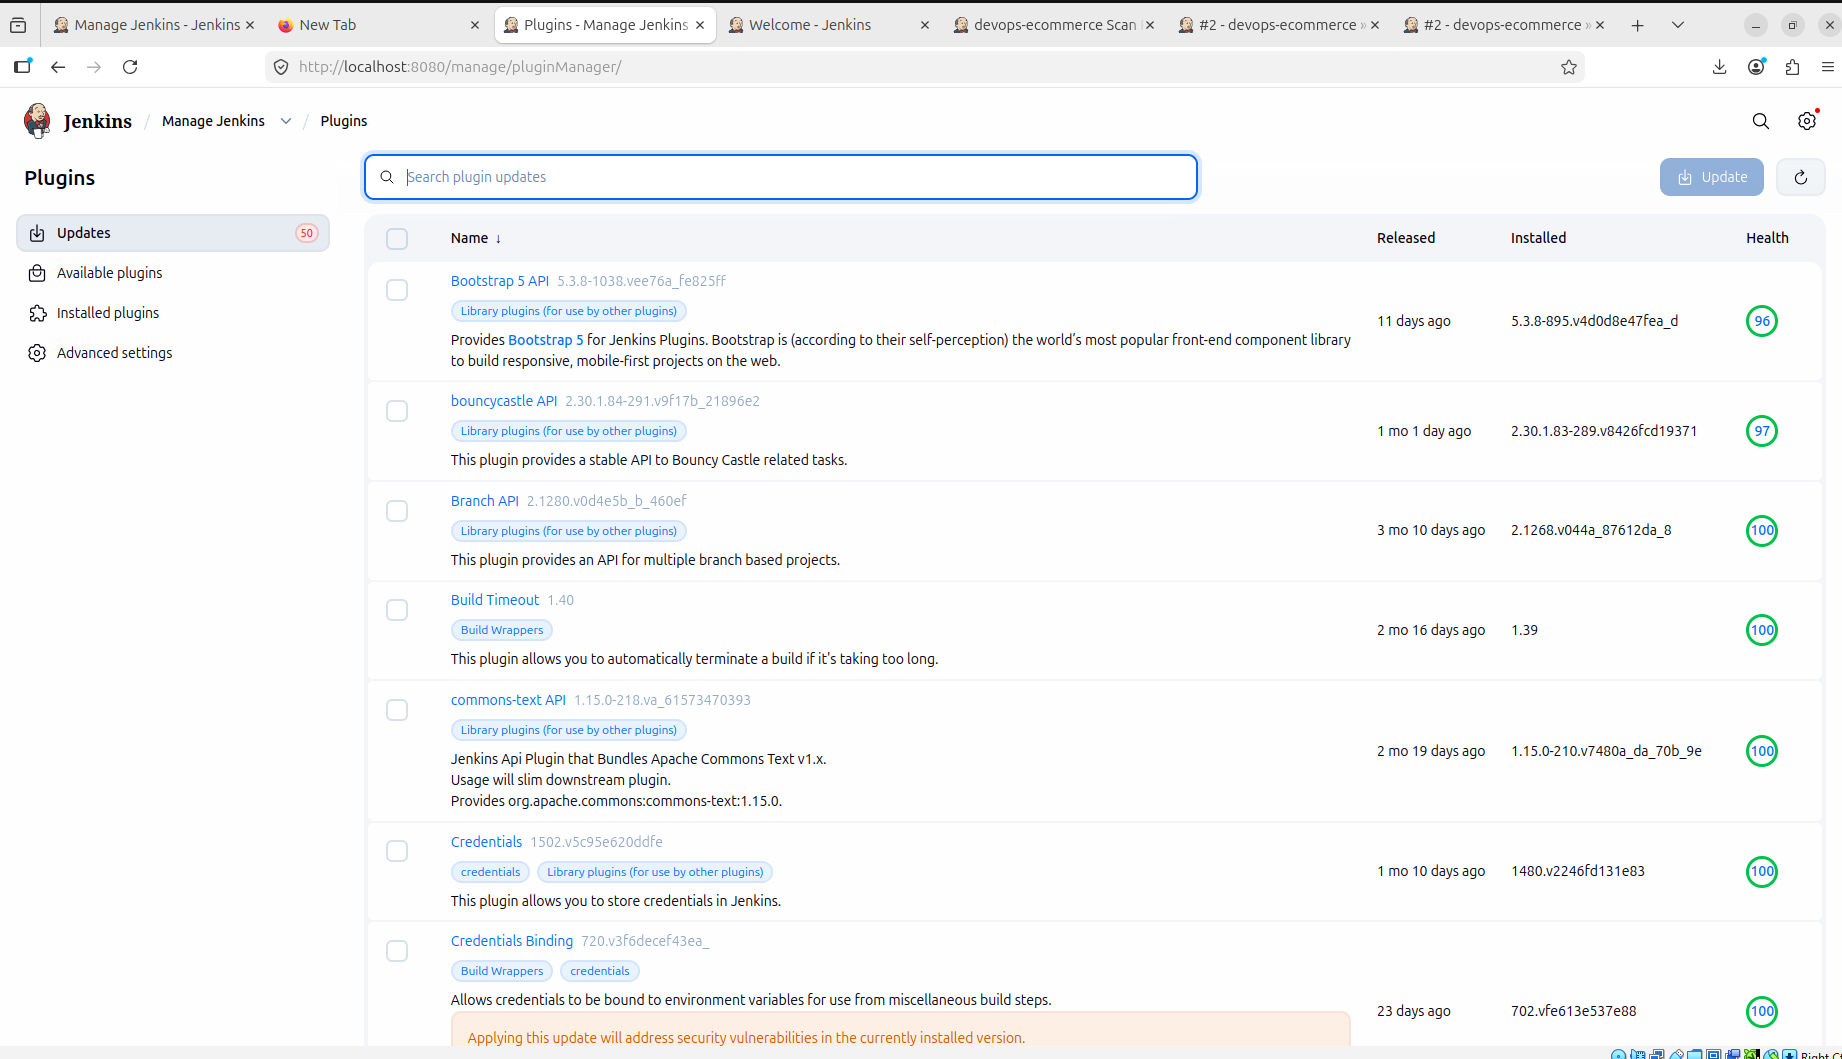 Manage Jenkins - Jenkins
New Tab
Plugins - Manage Jenkins
Welcome - Jenkins
devops-ecommerce Scan
#2 - devops-ecommerce »
#2 - devops-ecommerce »
http://localhost:8080/manage/pluginManager/
Jenkins / Manage Jenkins / Plugins
Plugins
Search plugin updates
Update
Updates 50
Available plugins
Installed plugins
Advanced settings
Name ↓ Released Installed Health
Bootstrap 5 API 5.3.8-1038.vee76a_fe825ff
Library plugins (for use by other plugins)
Provides Bootstrap 5 for Jenkins Plugins. Bootstrap is (according to their self-perception) the world's most popular front-end component library
to build responsive, mobile-first projects on the web.
11 days ago 5.3.8-895.v4d0d8e47fea_d 96
bouncycastle API 2.30.1.84-291.v9f17b_21896e2
Library plugins (for use by other plugins)
This plugin provides a stable API to Bouncy Castle related tasks.
1 mo 1 day ago 2.30.1.83-289.v8426fcd19371 97
Branch API 2.1280.v0d4e5b_b_460ef
Library plugins (for use by other plugins)
This plugin provides an API for multiple branch based projects.
3 mo 10 days ago 2.1268.v044a_87612da_8 100
Build Timeout 1.40
Build Wrappers
This plugin allows you to automatically terminate a build if it's taking too long.
2 mo 16 days ago 1.39 100
commons-text API 1.15.0-218.va_61573470393
Library plugins (for use by other plugins)
Jenkins Api Plugin that Bundles Apache Commons Text v1.x.
Usage will slim downstream plugin.
Provides org.apache.commons:commons-text:1.15.0.
2 mo 19 days ago 1.15.0-210.v7480a_da_70b_9e 100
Credentials 1502.v5c95e620ddfe
credentials Library plugins (for use by other plugins)
This plugin allows you to store credentials in Jenkins.
1 mo 10 days ago 1480.v2246fd131e83 100
Credentials Binding 720.v3f6decef43ea_
Build Wrappers credentials
Allows credentials to be bound to environment variables for use from miscellaneous build steps.
Applying this update will address security vulnerabilities in the currently installed version.
23 days ago 702.vfe613e537e88 100
Right